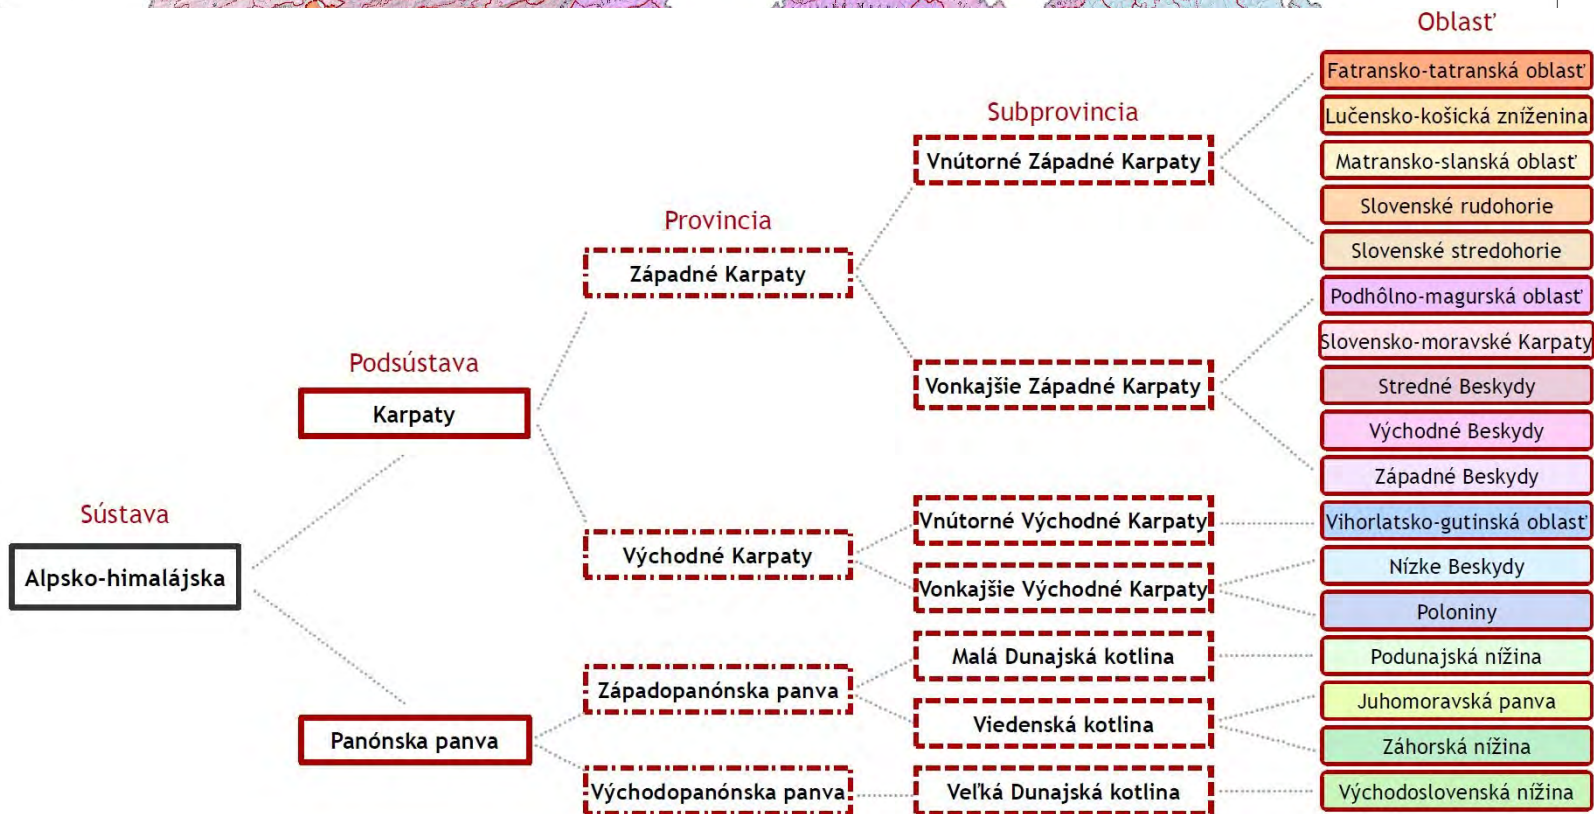 Oblasť
Fatransko-tatranská oblasť
Lučensko-košická zníženina
Subprovincia
Vnútorné Západné Karpaty
Matransko-slanská oblasť
Slovenské rudohorie
Provincia
Slovenské stredohorie
Západné Karpaty
Podhôlno-magurská oblasť
Slovensko-moravské Karpaty
Podsústava
Vonkajšie Západné Karpaty
Stredné Beskydy
Karpaty
Východné Beskydy
Západné Beskydy
Sústava
Vnútorné Východné Karpaty
Vihorlatsko-gutinská oblasť
Východné Karpaty
Nízke Beskydy
Alpsko-himalájska
Vonkajšie Východné Karpaty
Poloniny
Malá Dunajská kotlina
Podunajská nížina
Západopanónska panva
Juhomoravská panva
Viedenská kotlina
Panónska panva
Záhorská nížina
Východopanónska panva
Veľká Dunajská kotlina
Východoslovenská nížina